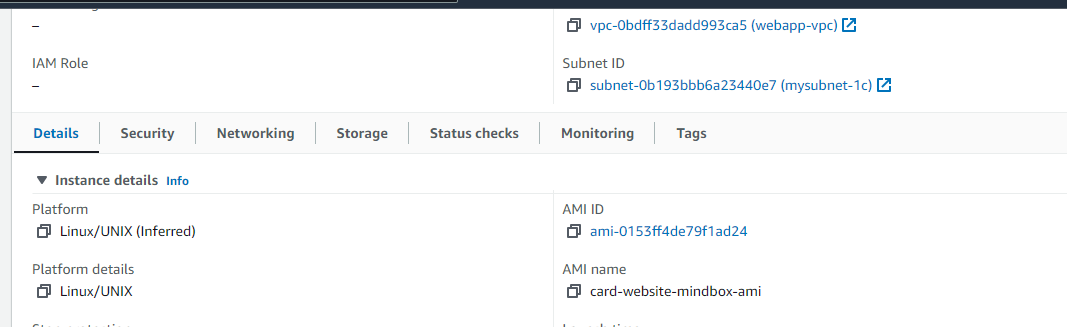 –
vpc-0bdff33dadd993ca5 (webapp-vpc)
IAM Role
Subnet ID
–
subnet-0b193bbb6a23440e7 (mysubnet-1c)
Details
Security
Networking
Storage
Status checks
Monitoring
Tags
Instance details Info
Platform
AMI ID
Linux/UNIX (Inferred)
ami-0153ff4de79f1ad24
Platform details
AMI name
Linux/UNIX
card-website-mindbox-ami